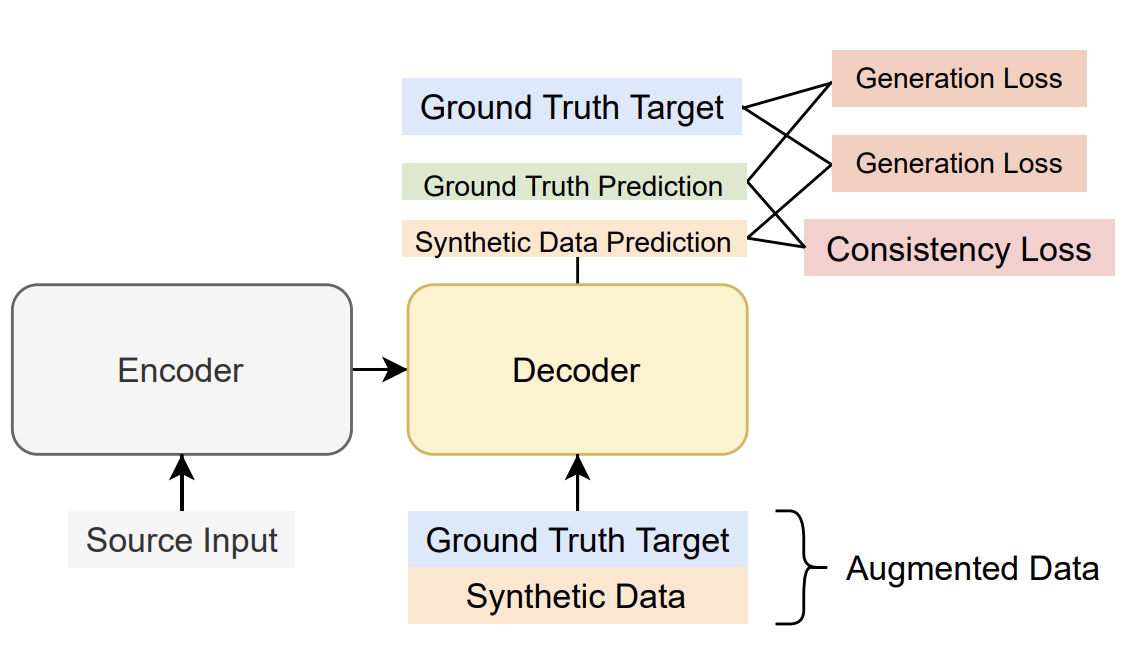 Generation Loss
Ground Truth Target
Generation Loss
Ground Truth Prediction
Synthetic Data Prediction
Consistency Loss
Encoder
Decoder
Source Input
Ground Truth Target
Synthetic Data
Augmented Data